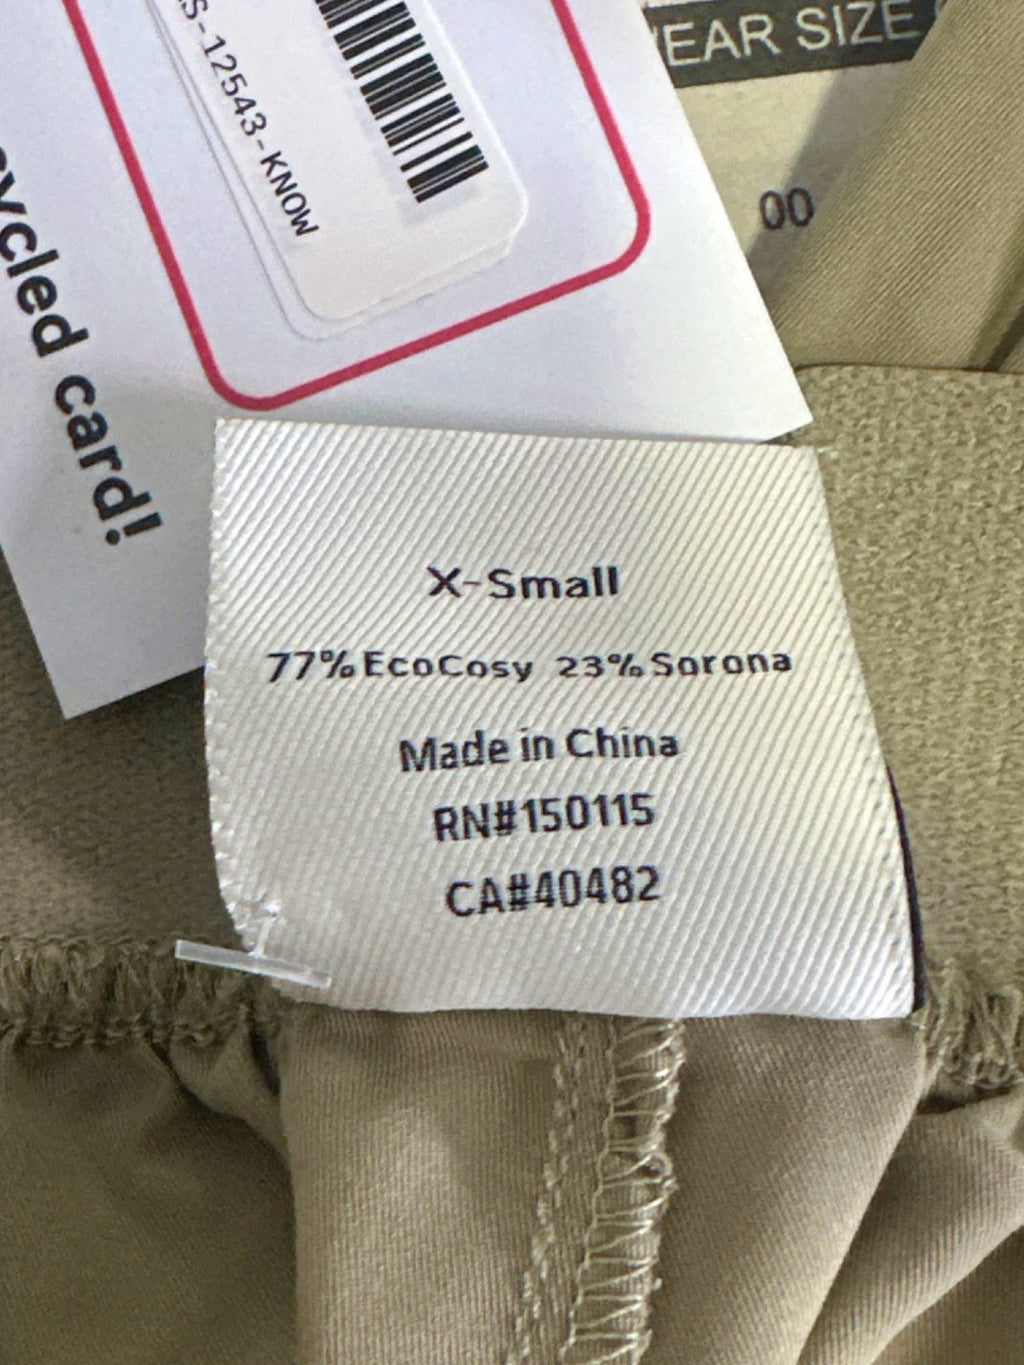 S-12543-KNOW
EAR SIZE
00
ycled card!
X-Small
77% EcoCosy 23% Sorona
Made in China
RN#150115
CA#40482